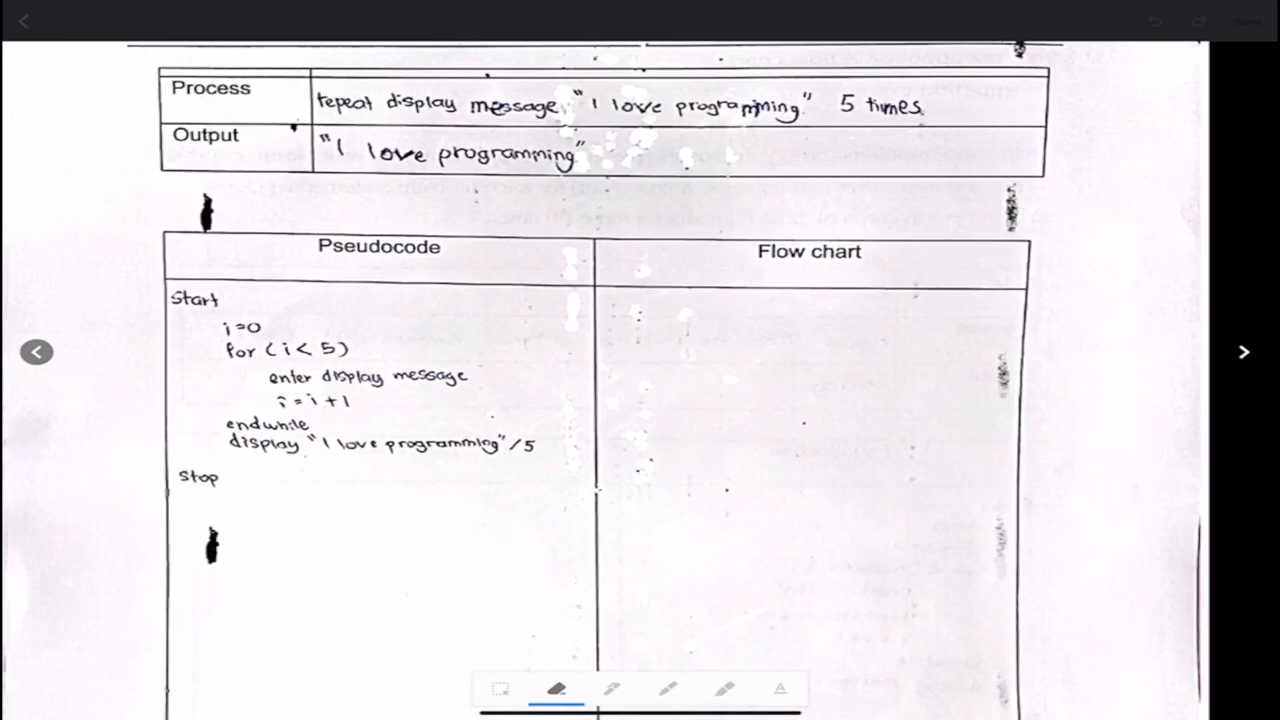 Save
Process
repeat display message "I love programming" 5 times.
Output
"I love programming"
Pseudocode
Flow chart
Start
i=0
for (i < 5)
enter display message
i = i + 1
endwhile
display "I love programming" / 5
Stop
A